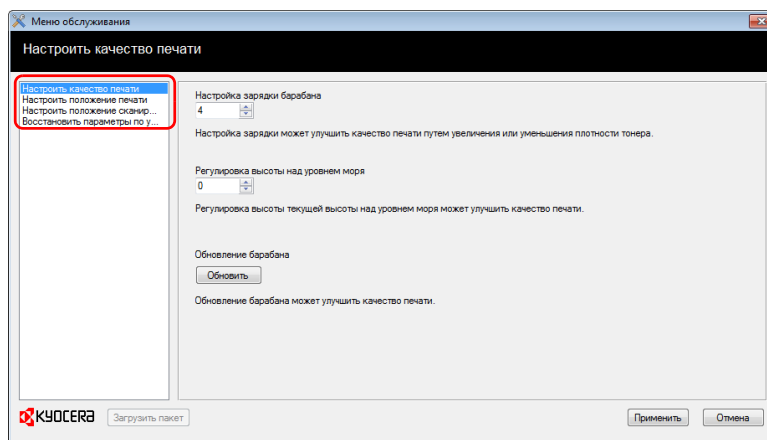 Меню обслуживания
Настроить качество печати
Настроить качество печати
Настроить положение печати
Настроить положение сканир...
Восстановить параметры по у...
Настройка зарядки барабана
4
Настройка зарядки может улучшить качество печати путем увеличения или уменьшения плотности тонера.
Регулировка высоты над уровнем моря
0
Регулировка высоты текущей высоты над уровнем моря может улучшить качество печати.
Обновление барабана
Обновить
Обновление барабана может улучшить качество печати.
KYOCERA
Загрузить пакет
Применить
Отмена